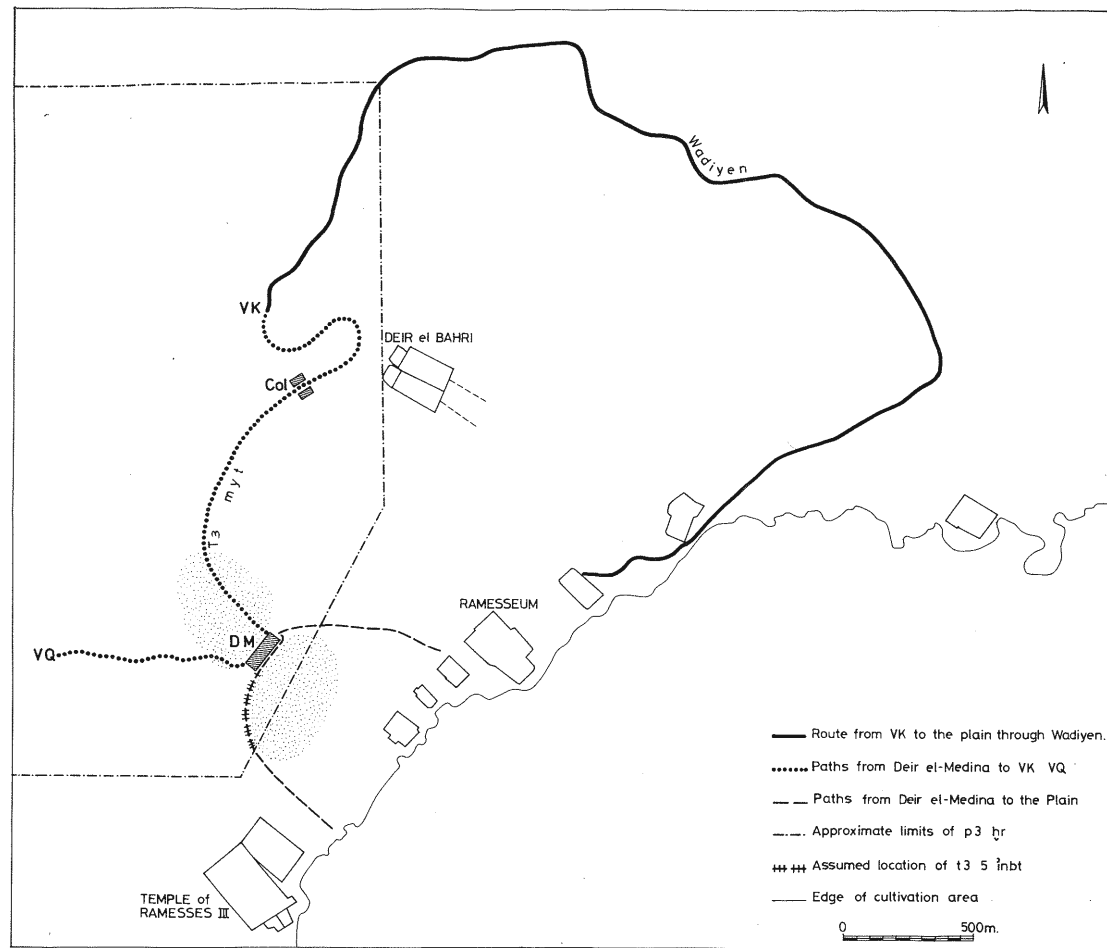 Wadiyen
VK
DEIR el BAHRI
Col
T3 myt
RAMESSEUM
DM
VQ
TEMPLE of
RAMESSES III
Route from VK to the plain through Wadiyen.
Paths from Deir el-Medina to VK VQ
Paths from Deir el-Medina to the Plain
Approximate limits of p3 ḫr
Assumed location of t3 5 ỉnbt
Edge of cultivation area
0 500m.